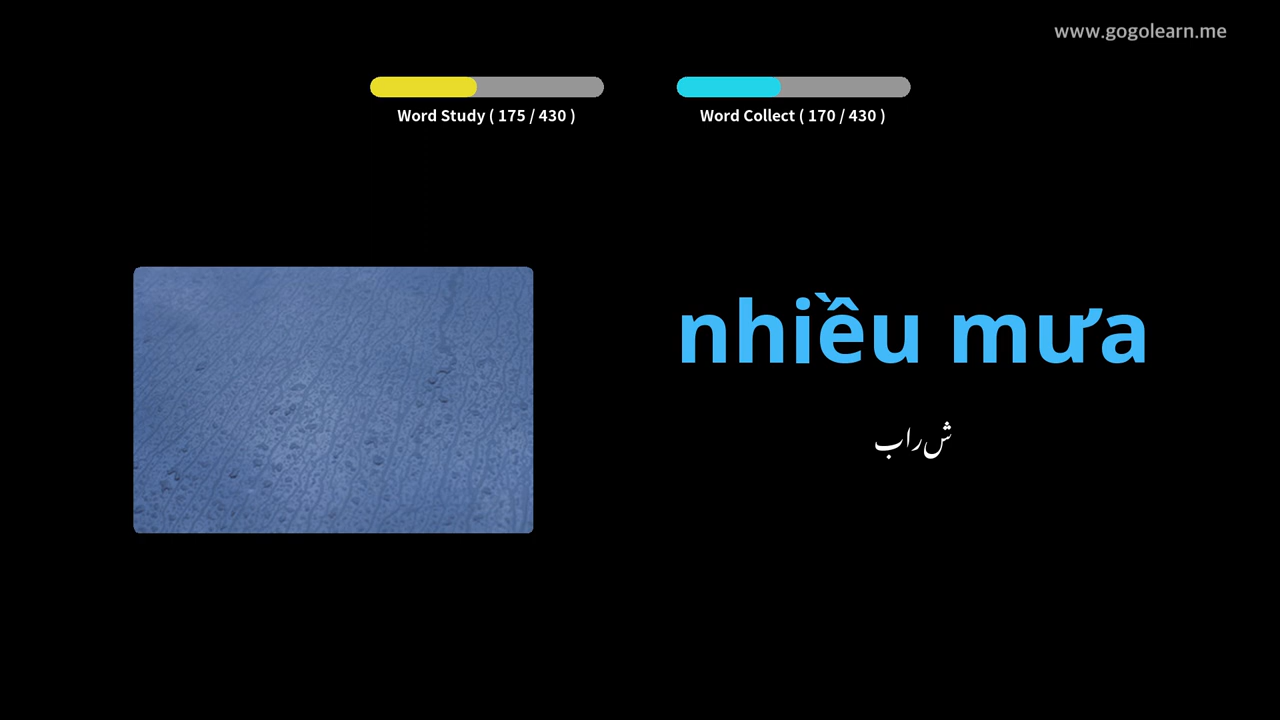 www.gogolearn.me
Word Study ( 175 / 430 )
Word Collect ( 170 / 430 )
nhiều mưa
شراب